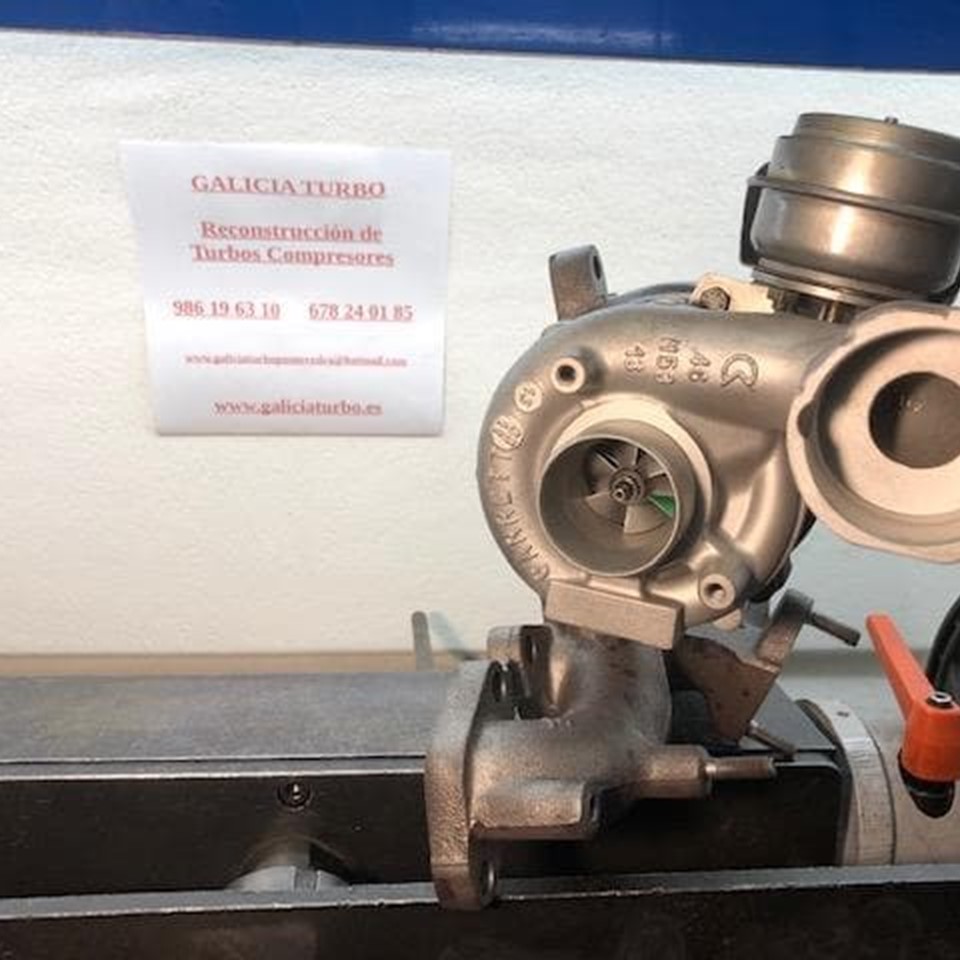 GALICIA TURBO
Reconstrucción de
Turbos Compresores
986 19 63 10 678 24 01 85
www.galiciaturbo.es
GARRETT